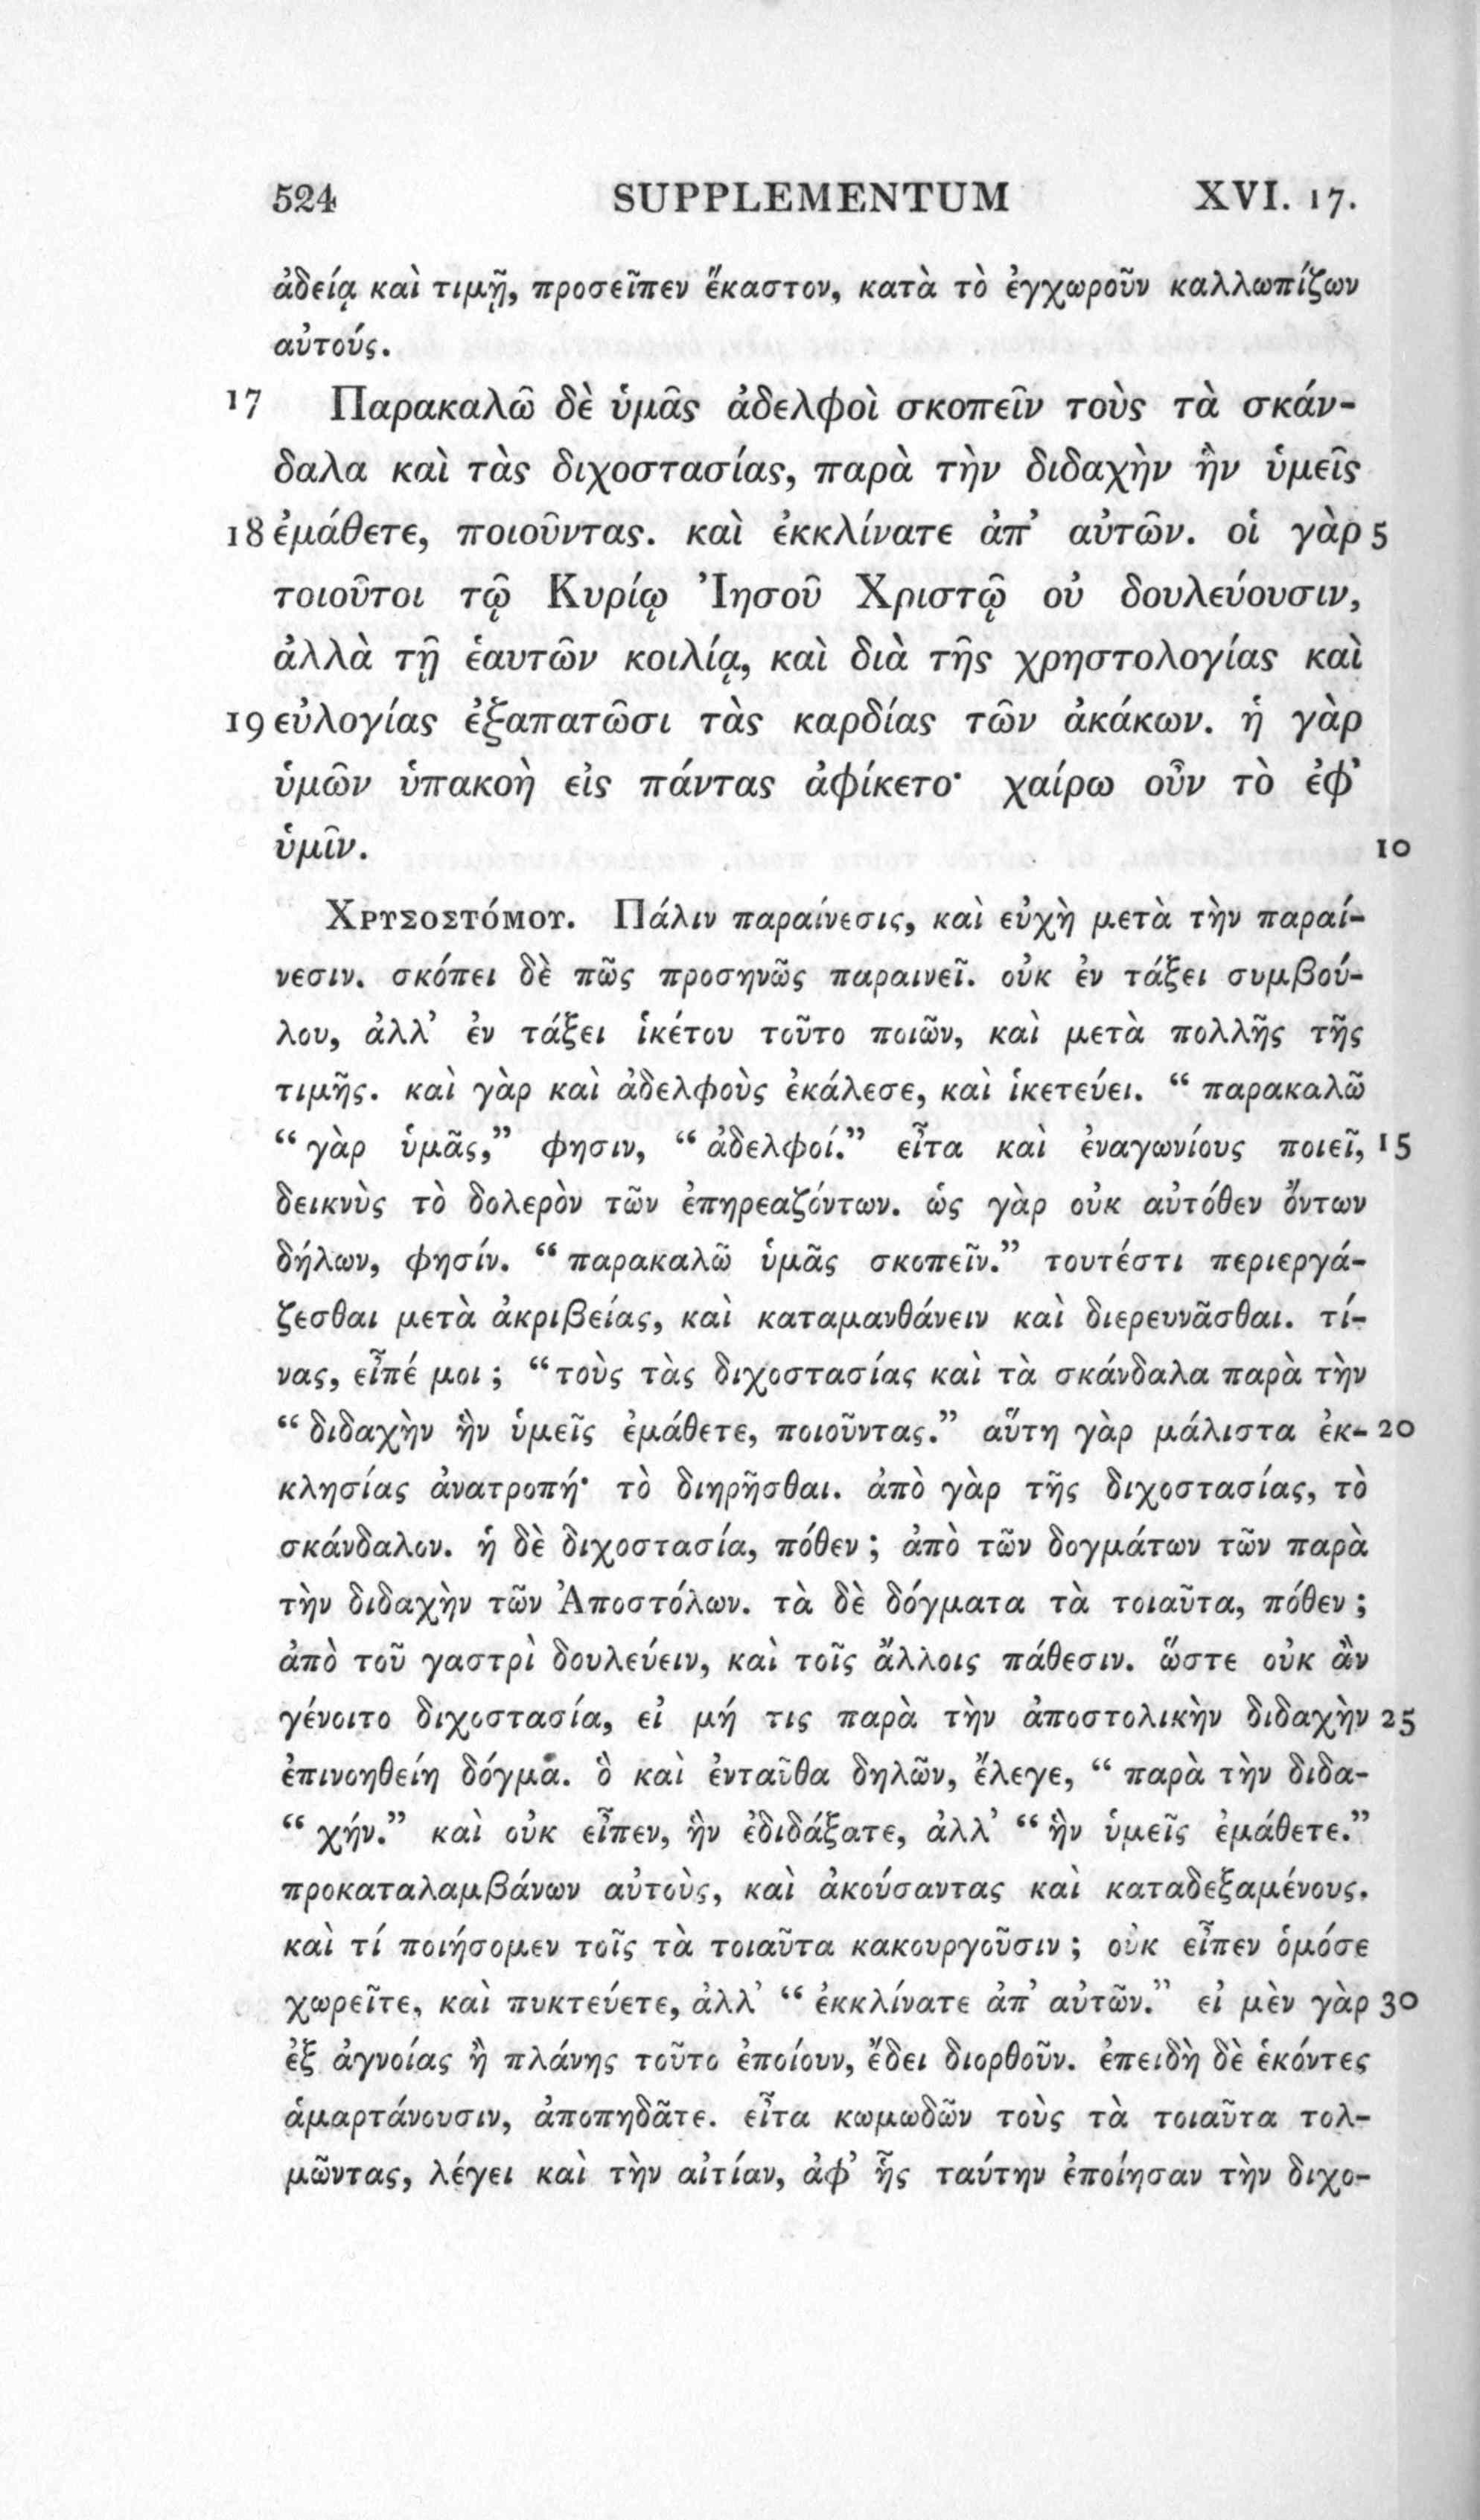 524 SUPPLEMENTUM XVI. 17.
ἀδείᾳ καὶ τιμῇ, προσεῖπεν ἕκαστον, κατὰ τὸ ἐγχωροῦν καλλωπίζων
αὐτούς.
17 Παρακαλῶ δὲ ὑμᾶς ἀδελφοὶ σκοπεῖν τοὺς τὰ σκάν-
δαλα καὶ τὰς διχοστασίας, παρὰ τὴν διδαχὴν ἣν ὑμεῖς
18 ἐμάθετε, ποιοῦντας. καὶ ἐκκλίνατε ἀπ’ αὐτῶν. οἱ γὰρ 5
τοιοῦτοι τῷ Κυρίῳ Ἰησοῦ Χριστῷ οὐ δουλεύουσιν,
ἀλλὰ τῇ ἑαυτῶν κοιλίᾳ, καὶ διὰ τῆς χρηστολογίας καὶ
19 εὐλογίας ἐξαπατῶσι τὰς καρδίας τῶν ἀκάκων. ἡ γὰρ
ὑμῶν ὑπακοὴ εἰς πάντας ἀφίκετο· χαίρω οὖν τὸ ἐφ’
ὑμῖν. 10
Χρυσοστόμου. Πάλιν παραίνεσις, καὶ εὐχὴ μετὰ τὴν παραί-
νεσιν. σκόπει δὲ πῶς προσηνῶς παραινεῖ. οὐκ ἐν τάξει συμβού-
λου, ἀλλ’ ἐν τάξει ἱκέτου τοῦτο ποιῶν, καὶ μετὰ πολλῆς τῆς
τιμῆς. καὶ γὰρ καὶ ἀδελφοὺς ἐκάλεσε, καὶ ἱκετεύει. “ παρακαλῶ
“ γὰρ ὑμᾶς,” φησιν, “ ἀδελφοί.” εἶτα καὶ ἐναγωνίους ποιεῖ, 15
δεικνὺς τὸ δολερὸν τῶν ἐπηρεαζόντων. ὡς γὰρ οὐκ αὐτόθεν ὄντων
δήλων, φησίν. “ παρακαλῶ ὑμᾶς σκοπεῖν.” τουτέστι περιεργά-
ζεσθαι μετὰ ἀκριβείας, καὶ καταμανθάνειν καὶ διερευνᾶσθαι. τί-
νας, εἶπέ μοι ; “ τοὺς τὰς διχοστασίας καὶ τὰ σκάνδαλα παρὰ τὴν
“ διδαχὴν ἣν ὑμεῖς ἐμάθετε, ποιοῦντας.” αὕτη γὰρ μάλιστα ἐκ- 20
κλησίας ἀνατροπή· τὸ διηρῆσθαι. ἀπὸ γὰρ τῆς διχοστασίας, τὸ
σκάνδαλον. ἡ δὲ διχοστασία, πόθεν ; ἀπὸ τῶν δογμάτων τῶν παρὰ
τὴν διδαχὴν τῶν Ἀποστόλων. τὰ δὲ δόγματα τὰ τοιαῦτα, πόθεν ;
ἀπὸ τοῦ γαστρὶ δουλεύειν, καὶ τοῖς ἄλλοις πάθεσιν. ὥστε οὐκ ἂν
γένοιτο διχοστασία, εἰ μή τις παρὰ τὴν ἀποστολικὴν διδαχὴν 25
ἐπινοηθείη δόγμα. ὃ καὶ ἐνταῦθα δηλῶν, ἔλεγε, “ παρὰ τὴν διδα-
“ χήν.” καὶ οὐκ εἶπεν, ἣν ἐδιδάξατε, ἀλλ’ “ ἣν ὑμεῖς ἐμάθετε.”
προκαταλαμβάνων αὐτοὺς, καὶ ἀκούσαντας καὶ καταδεξαμένους.
καὶ τί ποιήσομεν τοῖς τὰ τοιαῦτα κακουργοῦσιν ; οὐκ εἶπεν ὁμόσε
χωρεῖτε, καὶ πυκτεύετε, ἀλλ’ “ ἐκκλίνατε ἀπ’ αὐτῶν.” εἰ μὲν γὰρ 30
ἐξ ἀγνοίας ἢ πλάνης τοῦτο ἐποίουν, ἔδει διορθοῦν. ἐπειδὴ δὲ ἑκόντες
ἁμαρτάνουσιν, ἀποπηδᾶτε. εἶτα κωμωδῶν τοὺς τὰ τοιαῦτα τολ-
μῶντας, λέγει καὶ τὴν αἰτίαν, ἀφ’ ἧς ταύτην ἐποίησαν τὴν διχο-